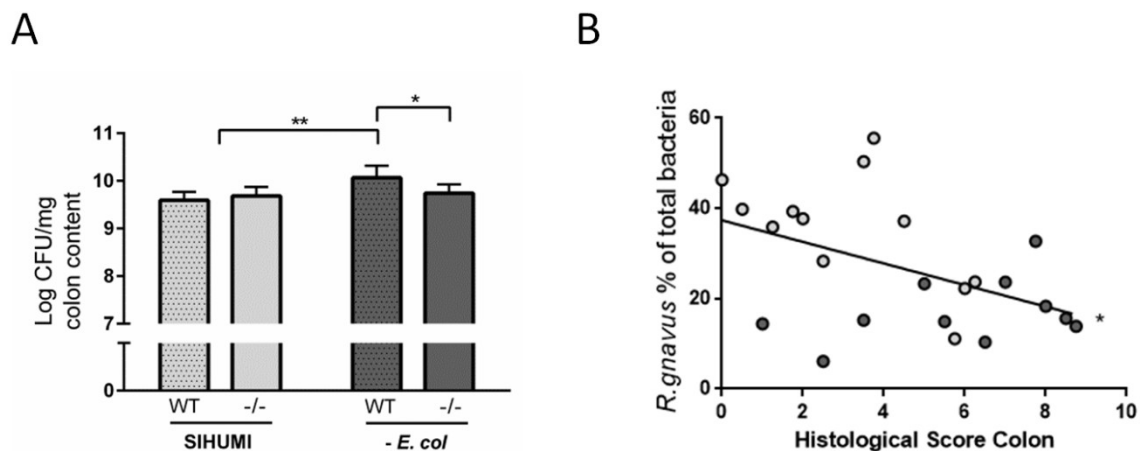 A
Log CFU/mg
colon content
11
10
9
8
7
0
**
*
WT
-/-
WT
-/-
SIHUMI
- E. col
B
R.gnavus % of total bacteria
60
40
20
0
*
0
2
4
6
8
10
Histological Score Colon